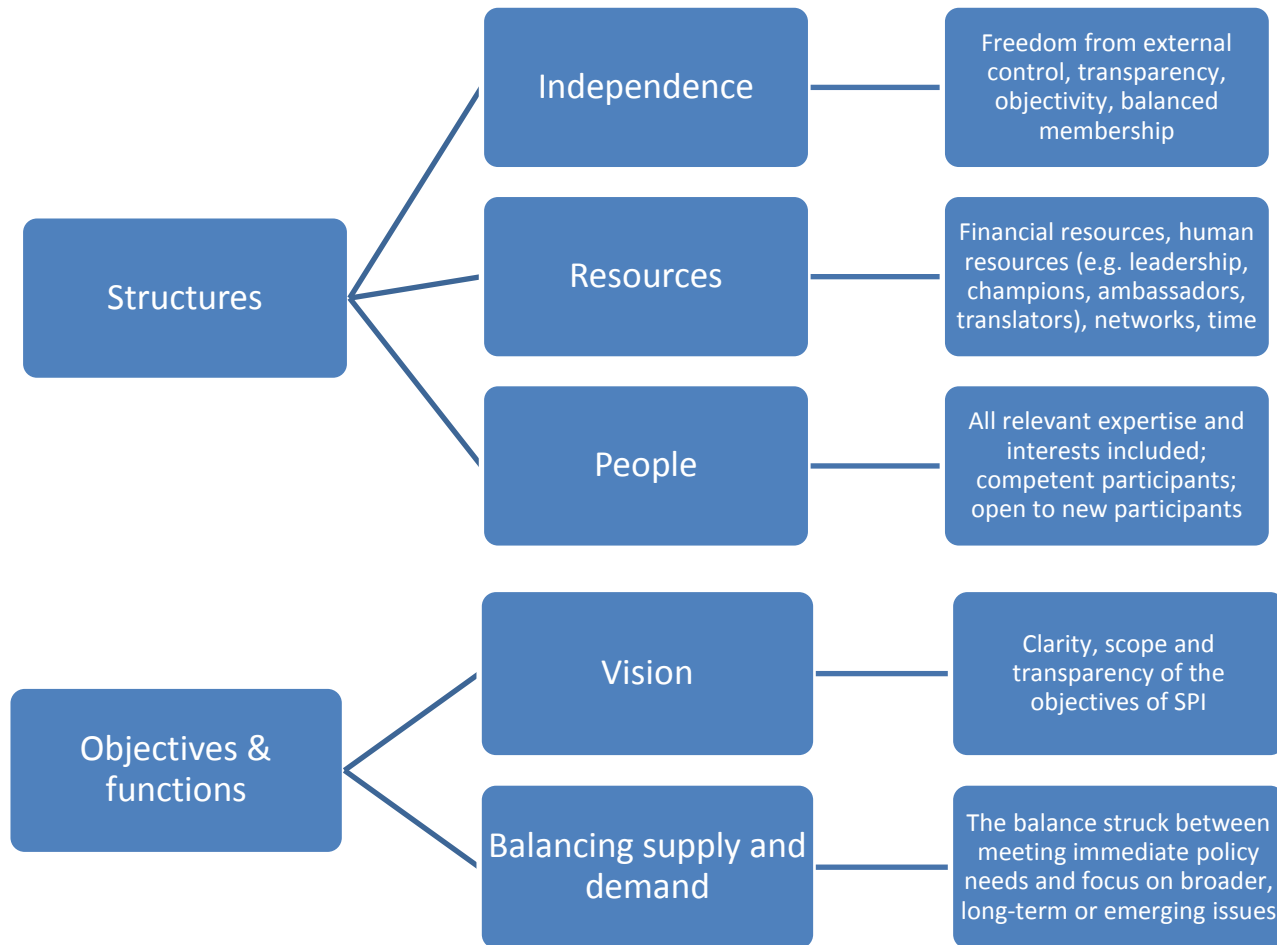 Structures
Independence
Freedom from external
control, transparency,
objectivity, balanced
membership
Resources
Financial resources, human
resources (e.g. leadership,
champions, ambassadors,
translators), networks, time
People
All relevant expertise and
interests included;
competent participants;
open to new participants
Objectives &
functions
Vision
Clarity, scope and
transparency of the
objectives of SPI
Balancing supply and
demand
The balance struck between
meeting immediate policy
needs and focus on broader,
long-term or emerging issues